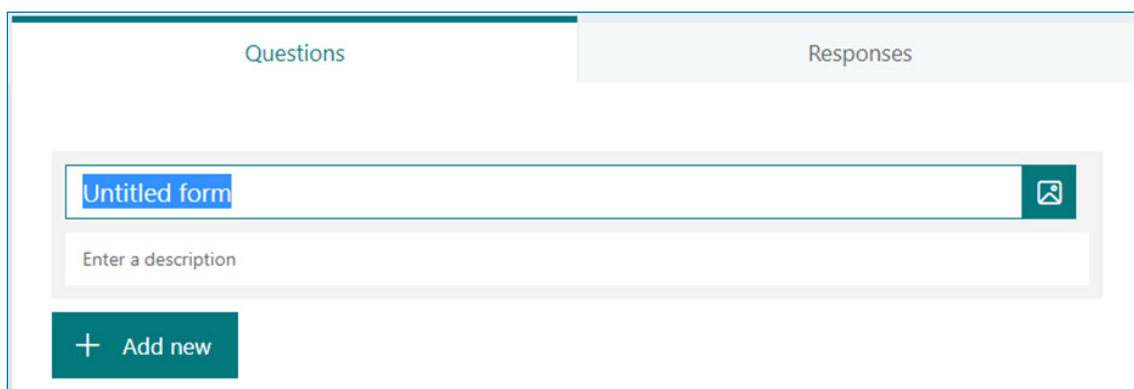 Questions Responses
Untitled form
Enter a description
+ Add new